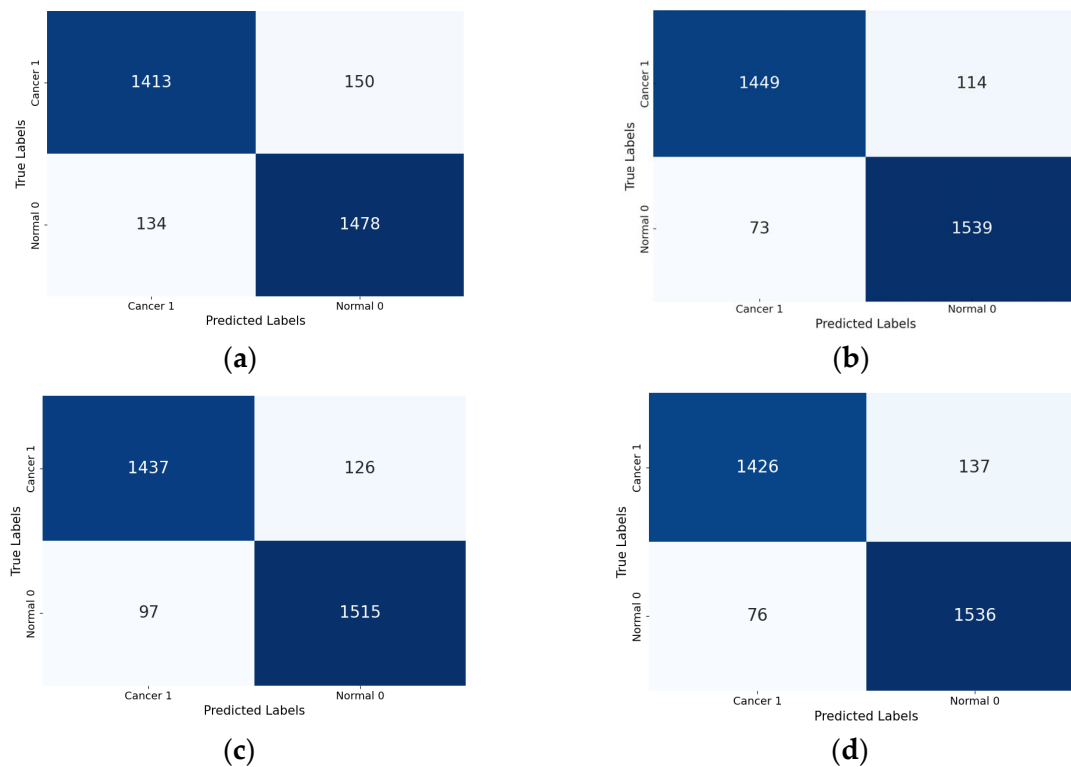 Cancer 1
1413
150
True Labels
Normal 0
134
1478
Cancer 1
Normal 0
Predicted Labels
(a)
Cancer 1
1449
114
True Labels
Normal 0
73
1539
Cancer 1
Normal 0
Predicted Labels
(b)
Cancer 1
1437
126
True Labels
Normal 0
97
1515
Cancer 1
Normal 0
Predicted Labels
(c)
Cancer 1
1426
137
True Labels
Normal 0
76
1536
Cancer 1
Normal 0
Predicted Labels
(d)